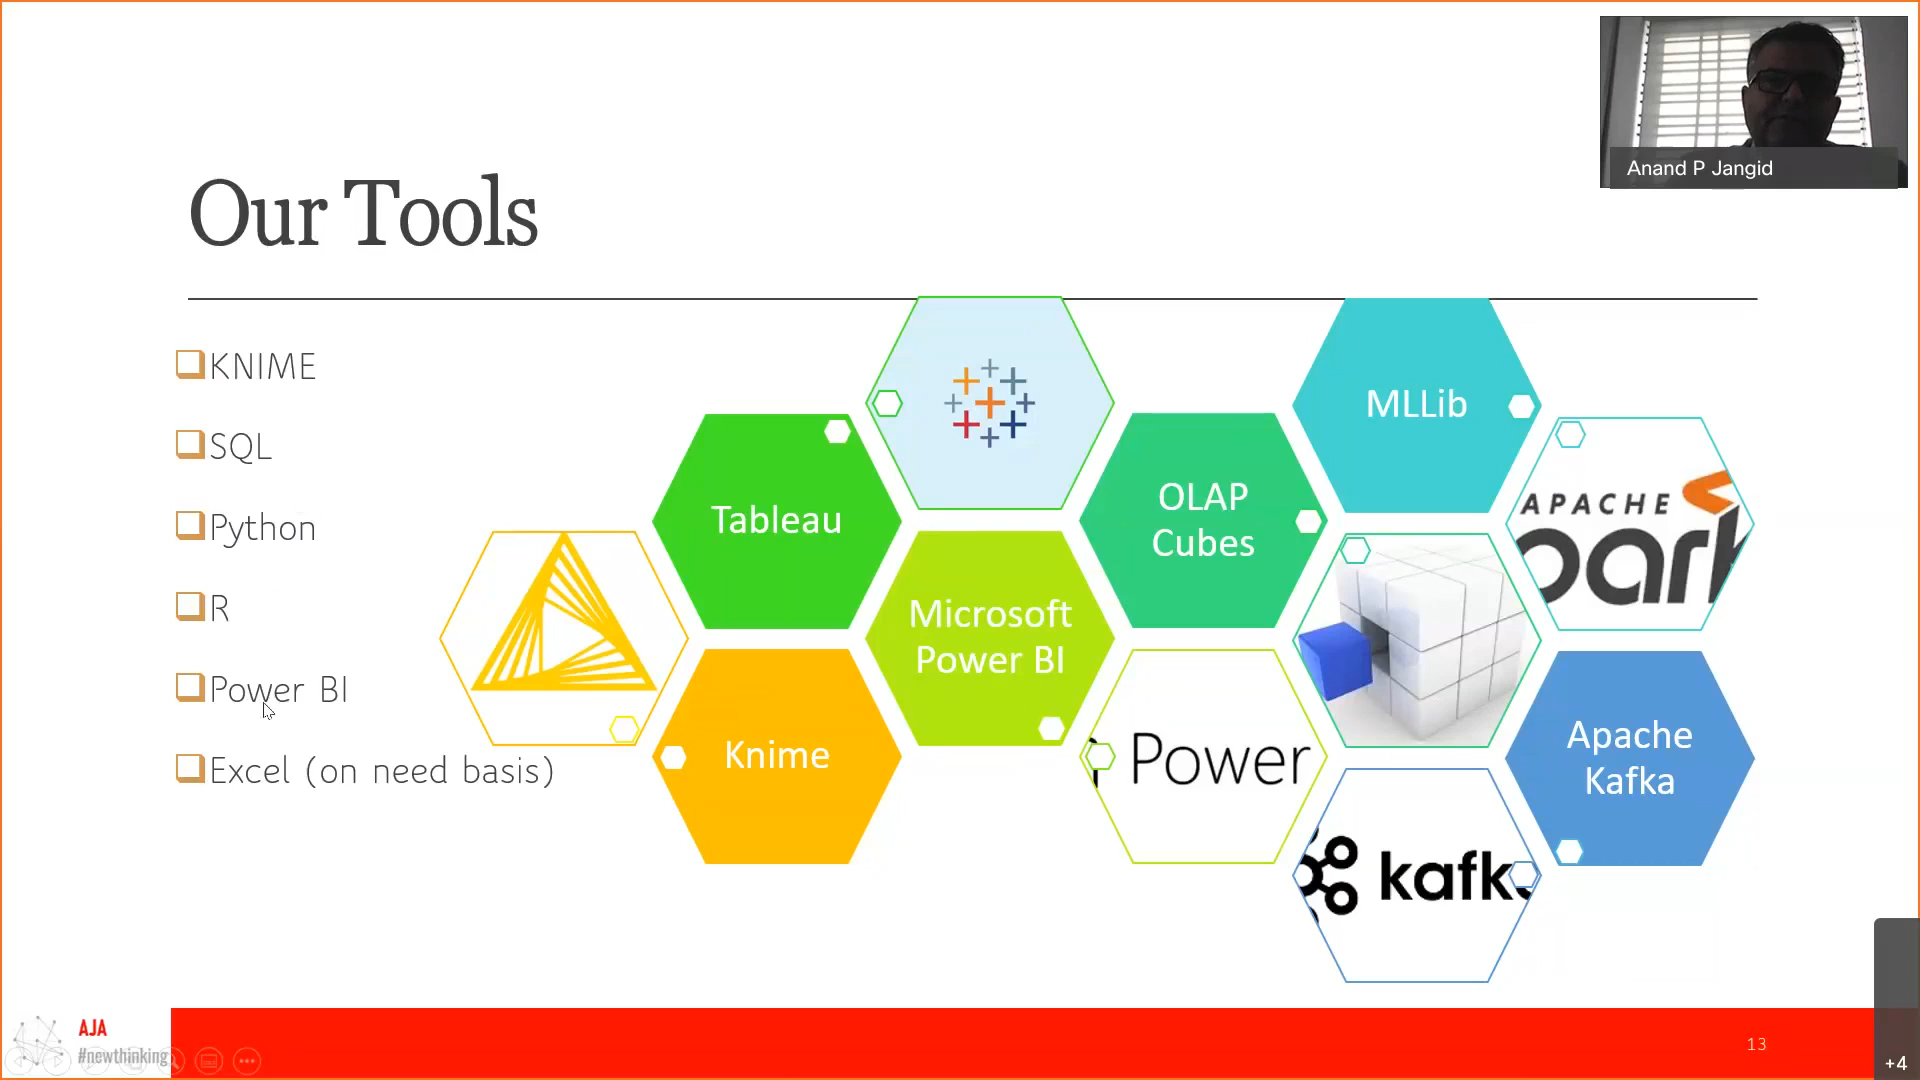 Anand P Jangid
Our Tools
KNIME
SQL
Python
R
Power BI
Excel (on need basis)
Tableau
Knime
Microsoft
Power BI
OLAP
Cubes
Power
MLLib
APACHE
park
kafk
Apache
Kafka
AJA
#newthinking
13
+4